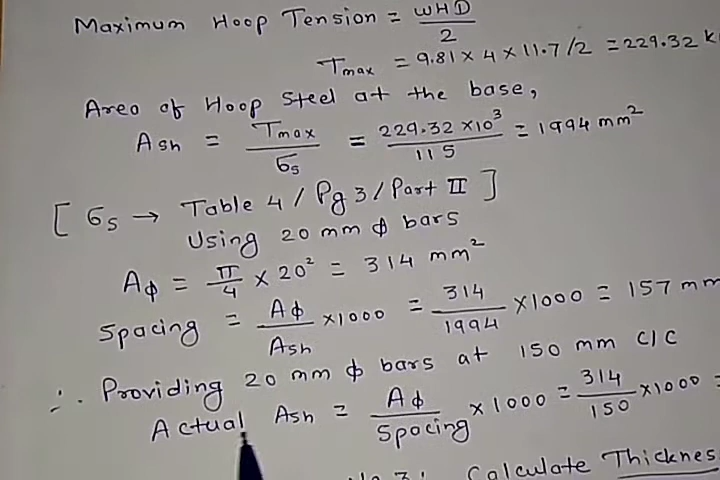 Maximum Hoop Tension = WHD/2
Tmax = 9.81 × 4 × 11.7/2 = 229.32 k
Area of Hoop Steel at the base,
Ash = Tmax/σs = 229.32 ×10³/115 = 1994 mm²
[ σs → Table 4 / Pg 3 / Part II ]
Using 20 mm ϕ bars
Aϕ = π/4 × 20² = 314 mm²
Spacing = Aϕ/Ash ×1000 = 314/1994 ×1000 = 157 mm
∴ Providing 20 mm ϕ bars at 150 mm c/c
Actual Ash = Aϕ/Spacing × 1000 = 314/150 ×1000 =
3: Calculate Thicknes